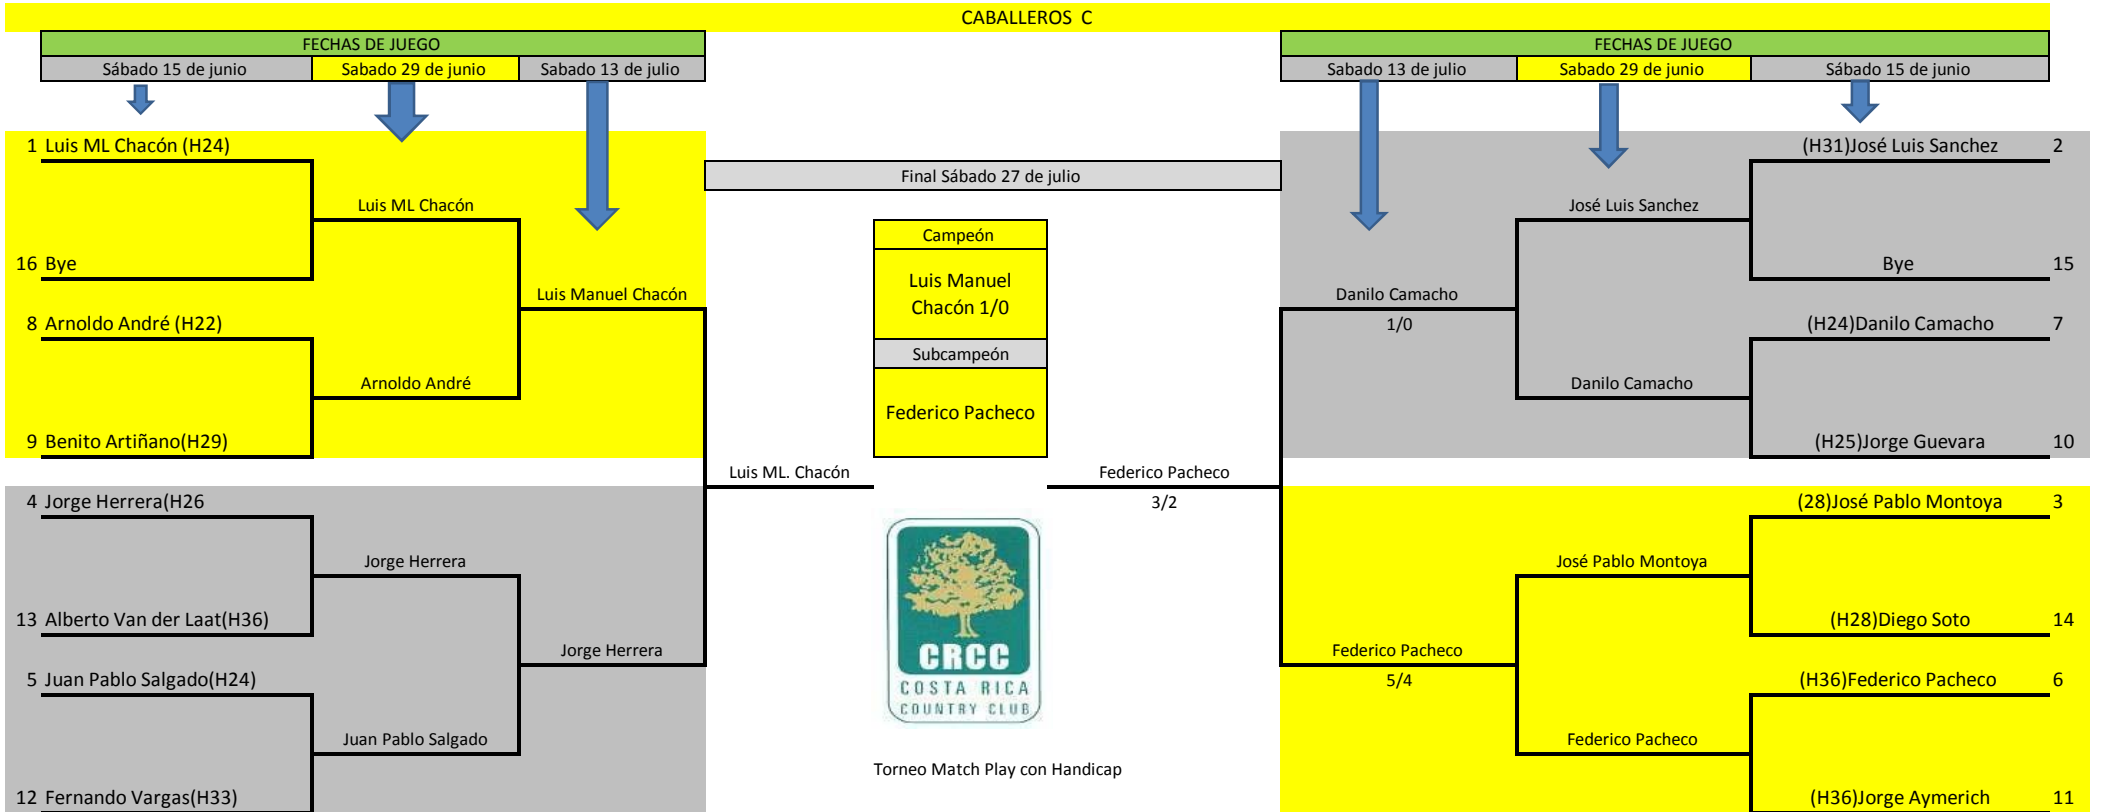 CABALLEROS  C
FECHAS DE JUEGO
FECHAS DE JUEGO
Sábado 15 de junio
Sabado 29 de junio
Sabado 13 de julio
Sabado 13 de julio
Sabado 29 de junio
Sábado 15 de junio
1 Luis ML Chacón (H24)
Luis ML Chacón
16 Bye
Luis Manuel Chacón
8 Arnoldo André (H22)
Arnoldo André
9 Benito Artiñano(H29)
Luis ML. Chacón
4 Jorge Herrera(H26
Jorge Herrera
13 Alberto Van der Laat(H36)
Jorge Herrera
5 Juan Pablo Salgado(H24)
Juan Pablo Salgado
12 Fernando Vargas(H33)
Final Sábado 27 de julio
Campeón
Luis Manuel
Chacón 1/0
Subcampeón
Federico Pacheco
CRCC
COSTA RICA
COUNTRY CLUB
Torneo Match Play con Handicap
(H31)José Luis Sanchez 2
José Luis Sanchez
Bye 15
Danilo Camacho
1/0
(H24)Danilo Camacho 7
Danilo Camacho
(H25)Jorge Guevara 10
Federico Pacheco
3/2
(28)José Pablo Montoya 3
José Pablo Montoya
(H28)Diego Soto 14
Federico Pacheco
5/4
(H36)Federico Pacheco 6
Federico Pacheco
(H36)Jorge Aymerich 11